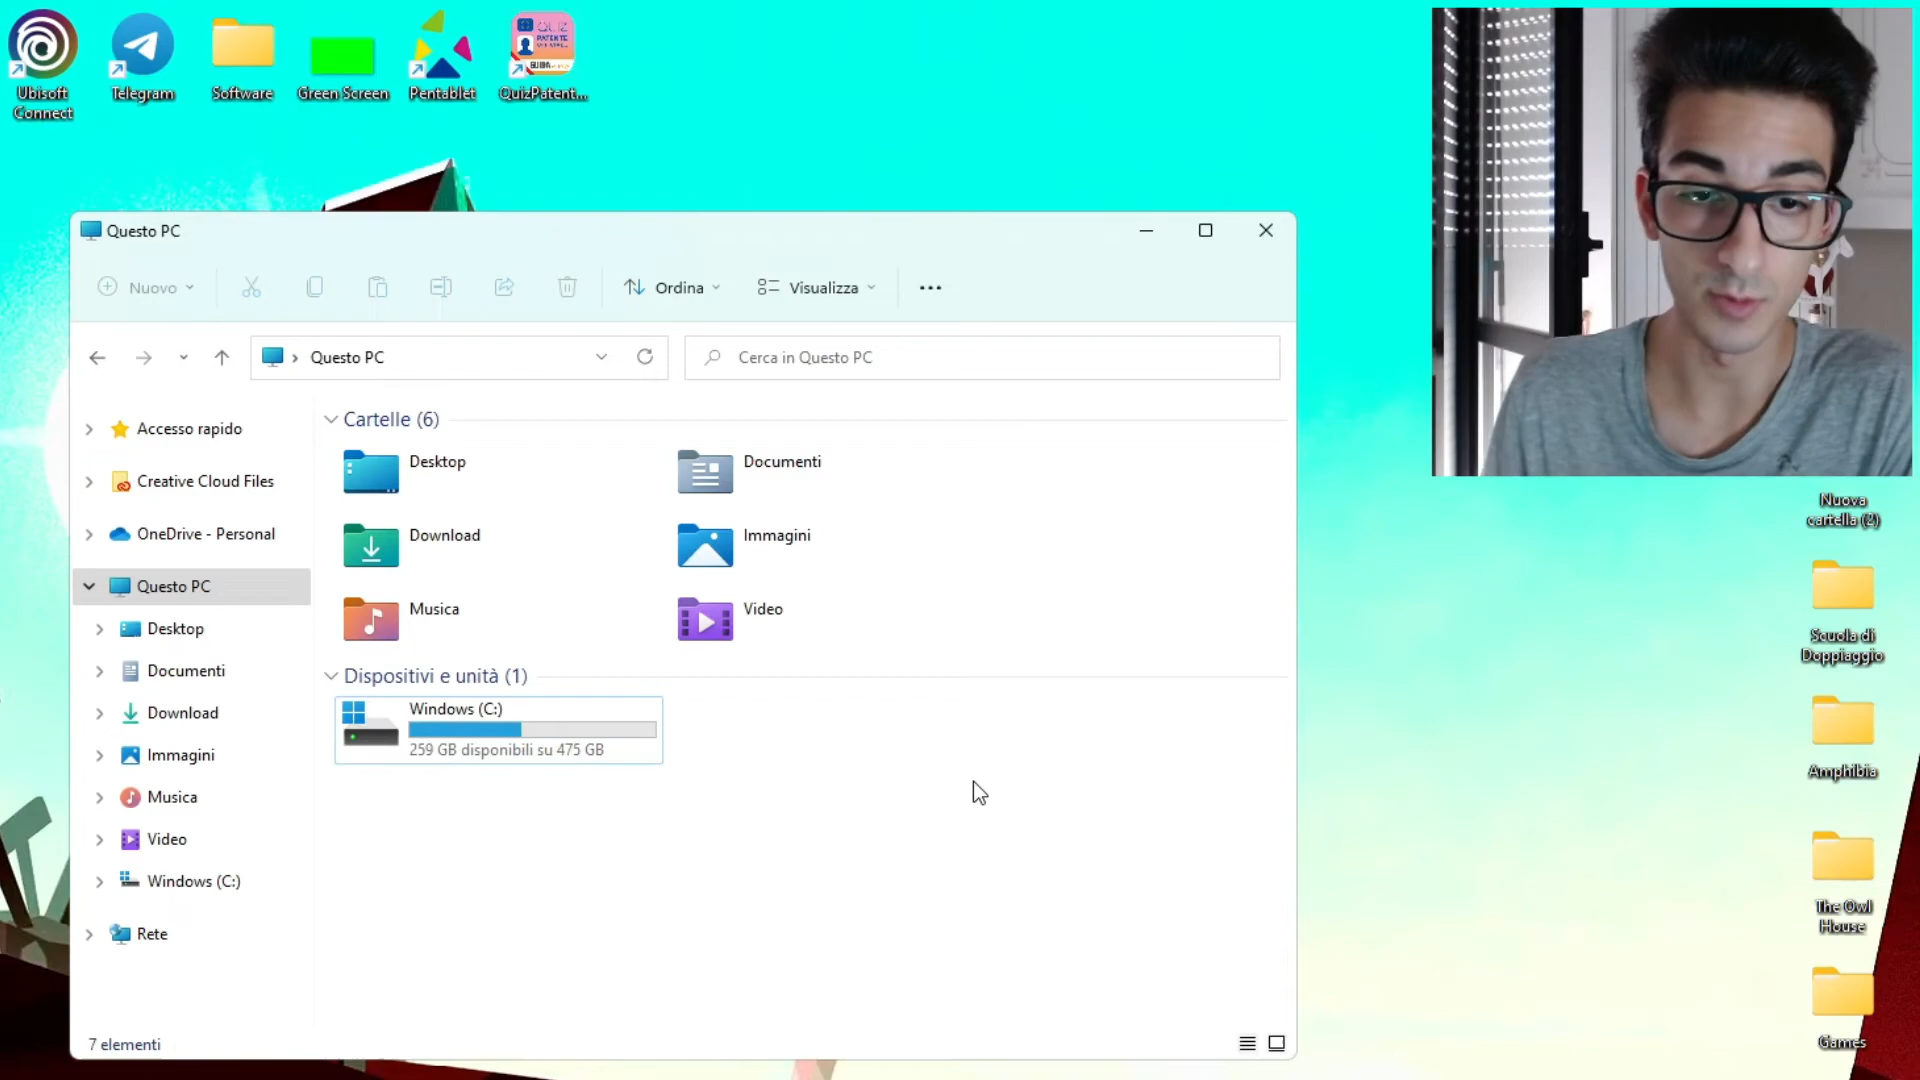 Ubisoft
Connect
Telegram
Software
Green Screen
Pentablet
QuizPatent...
QUIZ
PATENTE
Questo PC
Nuovo
Ordina
Visualizza
Questo PC
Cerca in Questo PC
Accesso rapido
Creative Cloud Files
OneDrive - Personal
Questo PC
Desktop
Documenti
Download
Immagini
Musica
Video
Windows (C:)
Rete
Cartelle (6)
Desktop
Documenti
Download
Immagini
Musica
Video
Dispositivi e unità (1)
Windows (C:)
259 GB disponibili su 475 GB
7 elementi
Nuova
cartella (2)
Scuola di
Doppiaggio
Amphibia
The Owl
House
Games